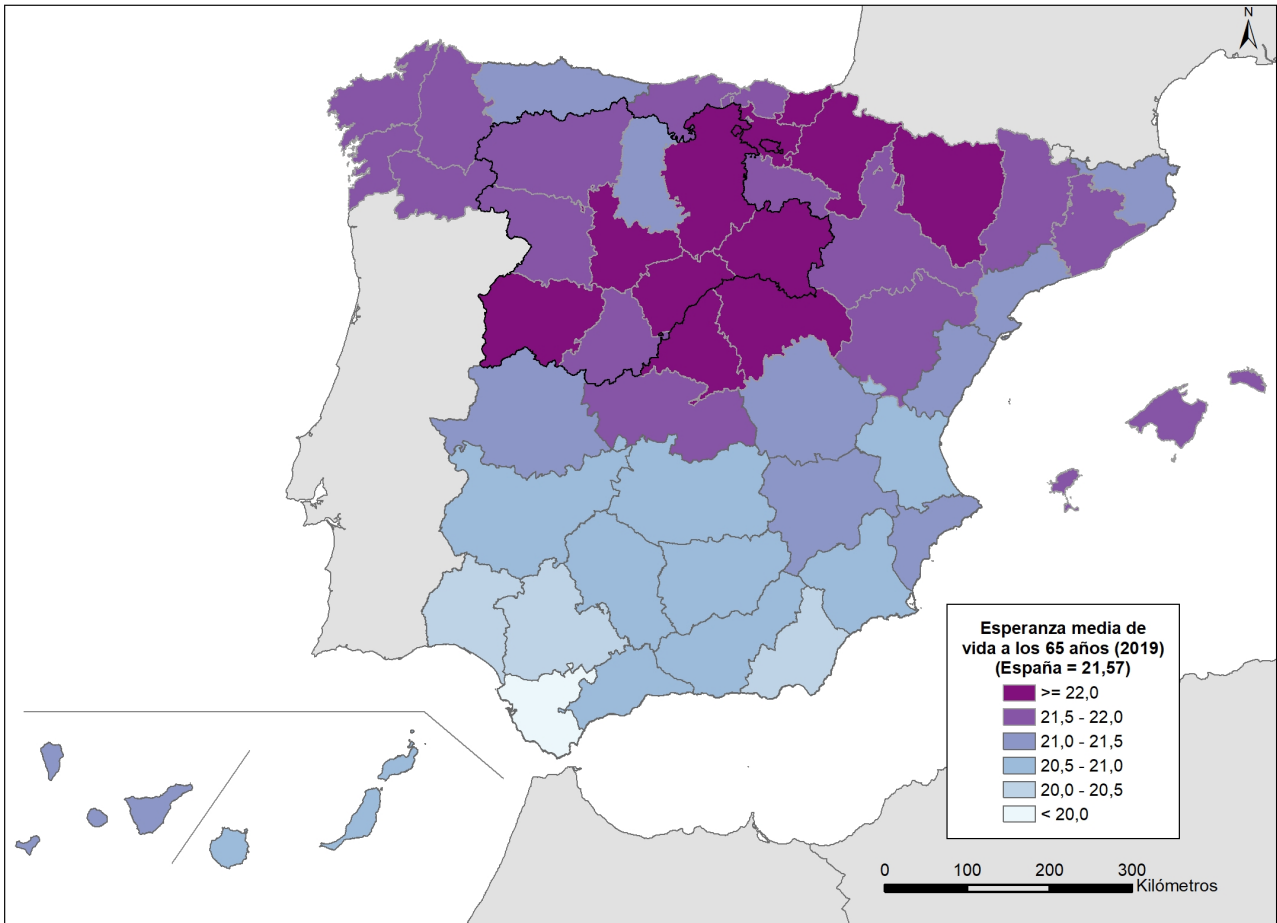 N
Esperanza media de
vida a los 65 años (2019)
(España = 21,57)
>= 22,0
21,5 - 22,0
21,0 - 21,5
20,5 - 21,0
20,0 - 20,5
< 20,0
0 100 200 300
Kilómetros